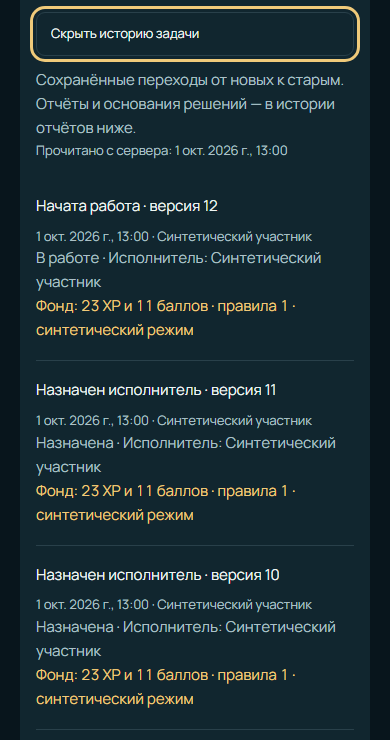 Скрыть историю задачи
Сохранённые переходы от новых к старым.
Отчёты и основания решений — в истории
отчётов ниже.
Прочитано с сервера: 1 окт. 2026 г., 13:00
Начата работа · версия 12
1 окт. 2026 г., 13:00 · Синтетический участник
В работе · Исполнитель: Синтетический
участник
Фонд: 23 XP и 11 баллов · правила 1 ·
синтетический режим
Назначен исполнитель · версия 11
1 окт. 2026 г., 13:00 · Синтетический участник
Назначена · Исполнитель: Синтетический
участник
Фонд: 23 XP и 11 баллов · правила 1 ·
синтетический режим
Назначен исполнитель · версия 10
1 окт. 2026 г., 13:00 · Синтетический участник
Назначена · Исполнитель: Синтетический
участник
Фонд: 23 XP и 11 баллов · правила 1 ·
синтетический режим